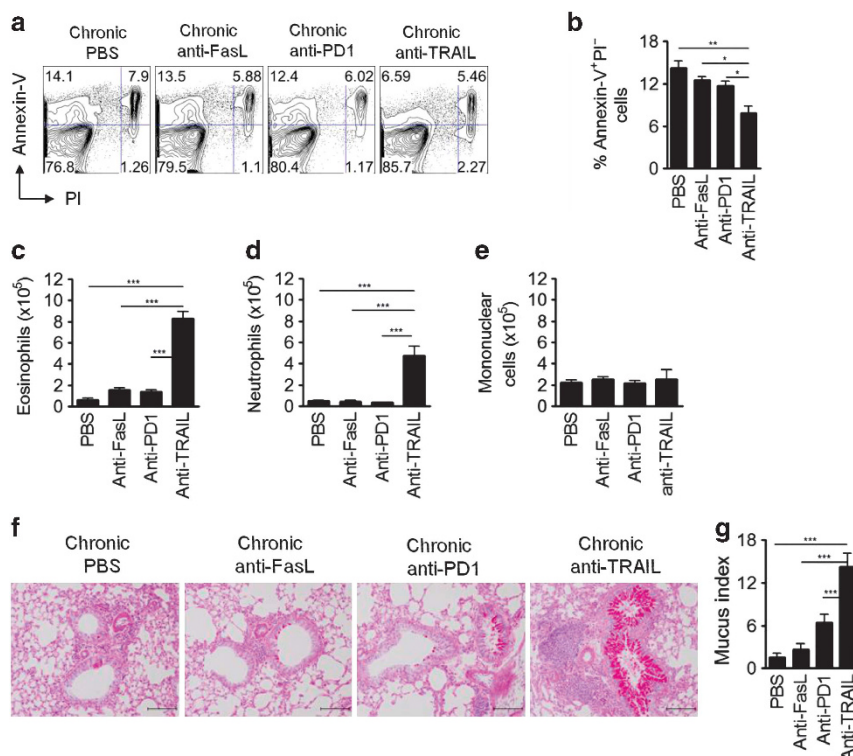 a
Chronic PBS
Chronic anti-FasL
Chronic anti-PD1
Chronic anti-TRAIL
Annexin-V
14.1 7.9
76.8 1.26
13.5 5.88
79.5 1.1
12.4 6.02
80.4 1.17
6.59 5.46
85.7 2.27
PI
b
% Annexin-V⁺PI⁻
cells
18
12
6
0
**
*
*
PBS
Anti-FasL
Anti-PD1
Anti-TRAIL
c
Eosinophils (x10⁵)
12
10
8
6
4
2
0
***
***
***
PBS
Anti-FasL
Anti-PD1
Anti-TRAIL
d
Neutrophils (x10⁵)
12
10
8
6
4
2
0
***
***
***
PBS
Anti-FasL
Anti-PD1
Anti-TRAIL
e
Mononuclear
cells (x10⁵)
12
10
8
6
4
2
0
PBS
Anti-FasL
Anti-PD1
anti-TRAIL
f
Chronic PBS
Chronic anti-FasL
Chronic anti-PD1
Chronic anti-TRAIL
g
Mucus index
18
12
6
0
***
***
***
PBS
Anti-FasL
Anti-PD1
Anti-TRAIL